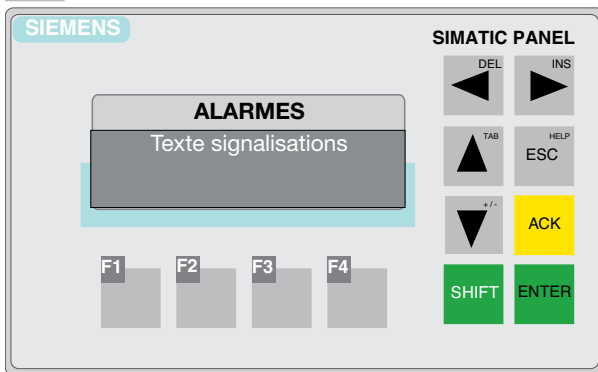 SIEMENS
SIMATIC PANEL
DEL
INS
ALARMES
Texte signalisations
TAB
HELP
ESC
+/-
ACK
F1
F2
F3
F4
SHIFT
ENTER